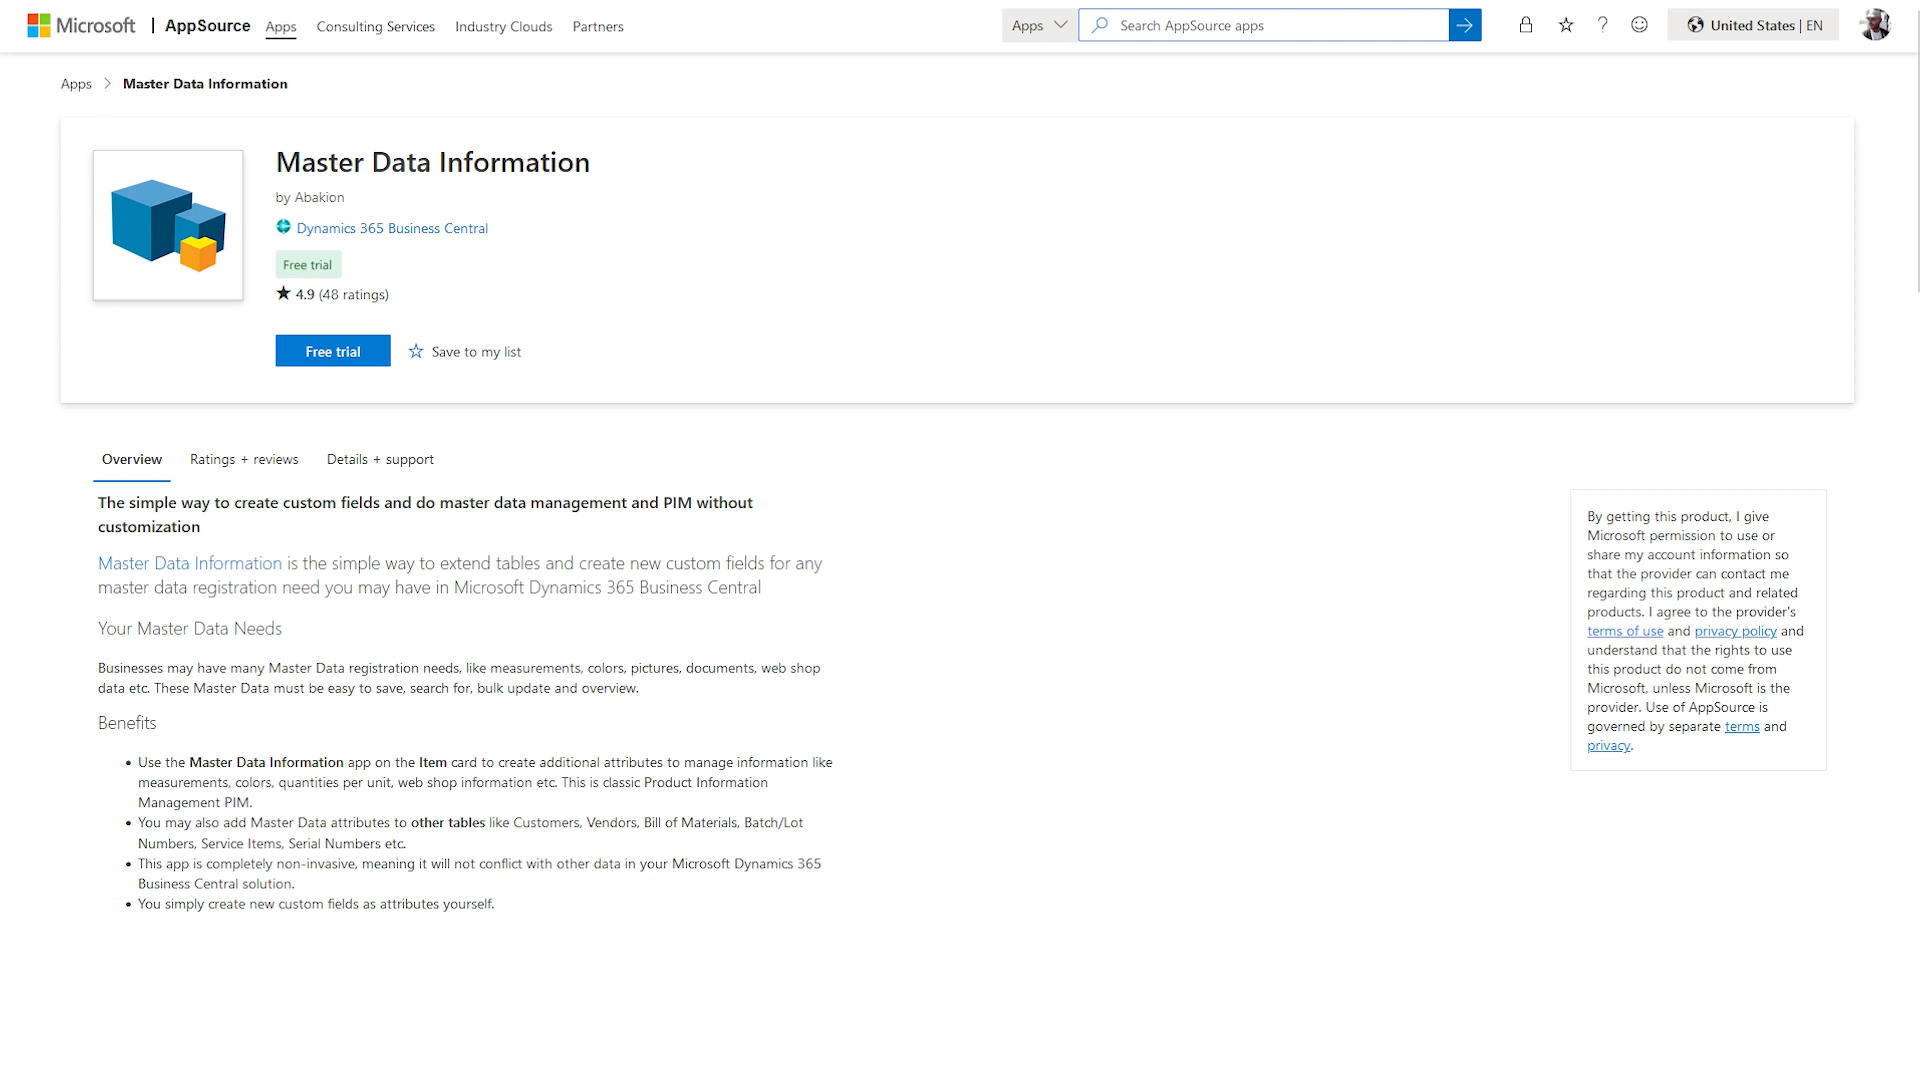 Microsoft | AppSource Apps Consulting Services Industry Clouds Partners Apps Search AppSource apps ? United States | EN
Apps > Master Data Information
Master Data Information
by Abakion
Dynamics 365 Business Central
Free trial
★ 4.9 (48 ratings)
Free trial ☆ Save to my list
Overview Ratings + reviews Details + support
The simple way to create custom fields and do master data management and PIM without
customization
Master Data Information is the simple way to extend tables and create new custom fields for any
master data registration need you may have in Microsoft Dynamics 365 Business Central
Your Master Data Needs
Businesses may have many Master Data registration needs, like measurements, colors, pictures, documents, web shop
data etc. These Master Data must be easy to save, search for, bulk update and overview.
Benefits
• Use the Master Data Information app on the Item card to create additional attributes to manage information like
measurements, colors, quantities per unit, web shop information etc. This is classic Product Information
Management PIM.
• You may also add Master Data attributes to other tables like Customers, Vendors, Bill of Materials, Batch/Lot
Numbers, Service Items, Serial Numbers etc.
• This app is completely non-invasive, meaning it will not conflict with other data in your Microsoft Dynamics 365
Business Central solution.
• You simply create new custom fields as attributes yourself.
By getting this product, I give
Microsoft permission to use or
share my account information so
that the provider can contact me
regarding this product and related
products. I agree to the provider's
terms of use and privacy policy and
understand that the rights to use
this product do not come from
Microsoft, unless Microsoft is the
provider. Use of AppSource is
governed by separate terms and
privacy.